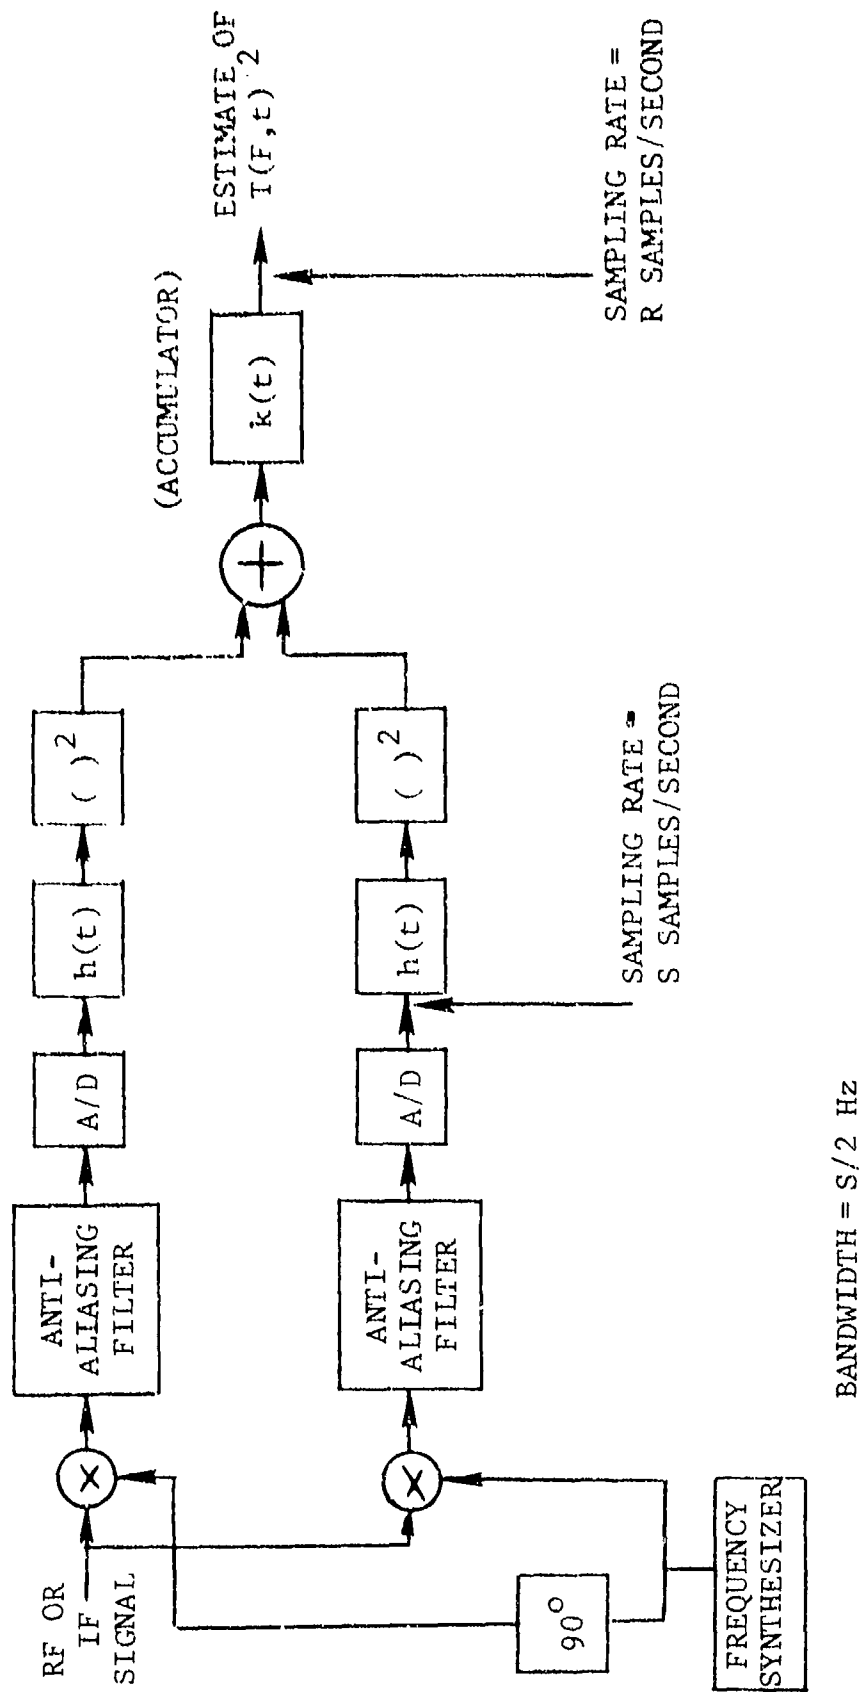 RF OR
IF
SIGNAL
×
ANTI-
ALIASING
FILTER
A/D
h(t)
( )²
90°
FREQUENCY
SYNTHESIZER
×
ANTI-
ALIASING
FILTER
A/D
h(t)
( )²
+
(ACCUMULATOR)
k(t)
ESTIMATE OF
T(F,t) 2
SAMPLING RATE =
S SAMPLES/SECOND
SAMPLING RATE =
R SAMPLES/SECOND
BANDWIDTH = S/2 Hz